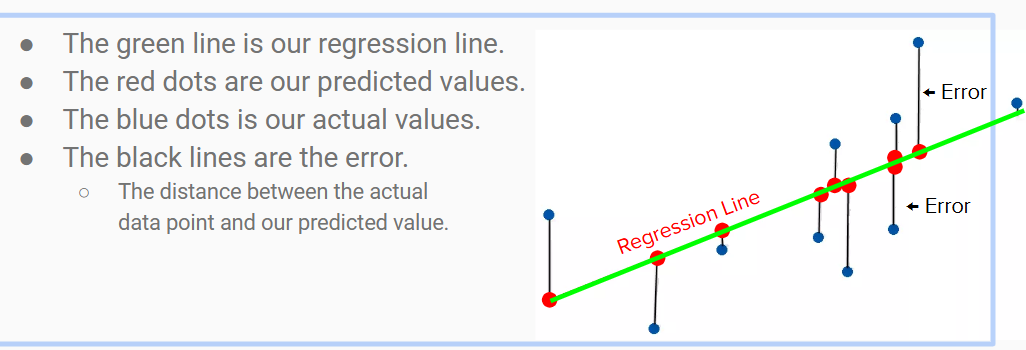 ● The green line is our regression line.
● The red dots are our predicted values.
● The blue dots is our actual values.
● The black lines are the error.
○ The distance between the actual
data point and our predicted value.
← Error
← Error
Regression Line